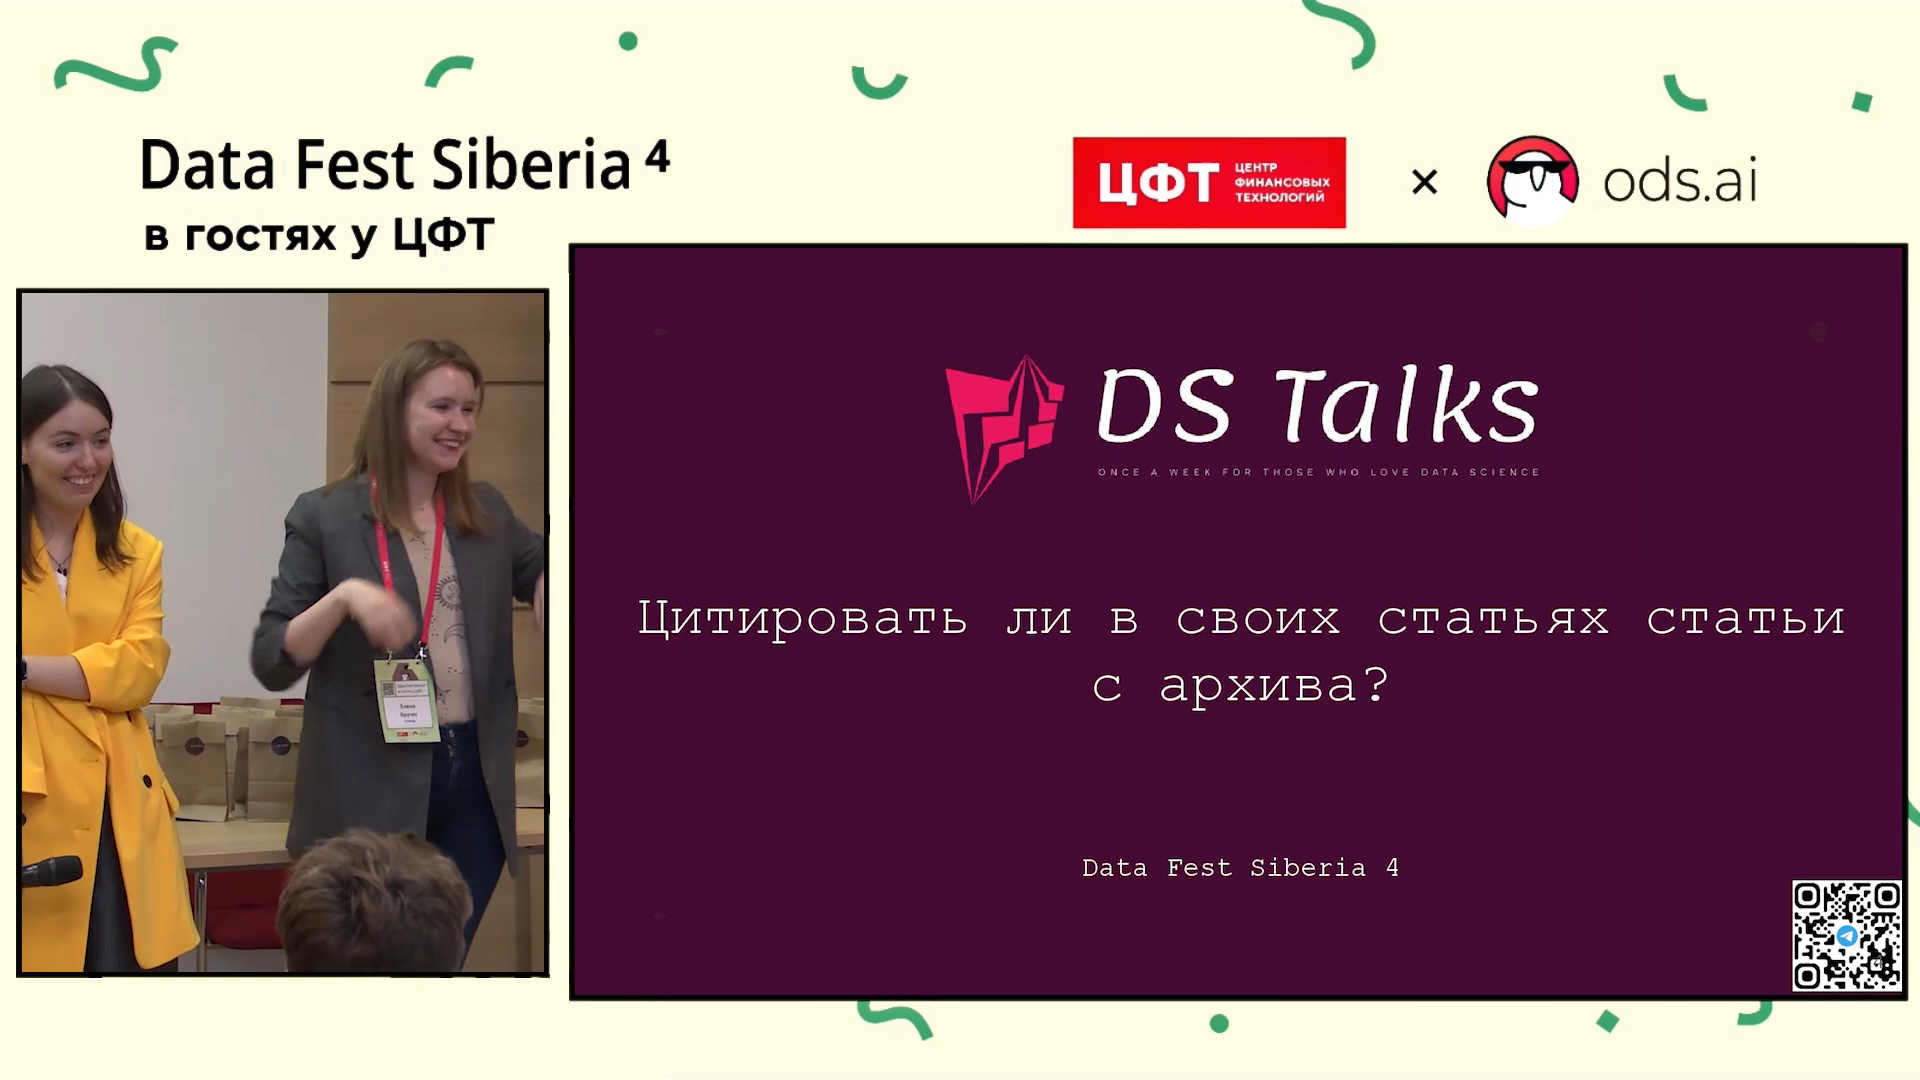 Data Fest Siberia 4
в гостях у ЦФТ
ЦФТ
ЦЕНТР
ФИНАНСОВЫХ
ТЕХНОЛОГИЙ
×
ods.ai
DS Talks
ONCE A WEEK FOR THOSE WHO LOVE DATA SCIENCE
Цитировать ли в своих статьях статьи
с архива?
Data Fest Siberia 4
Елена